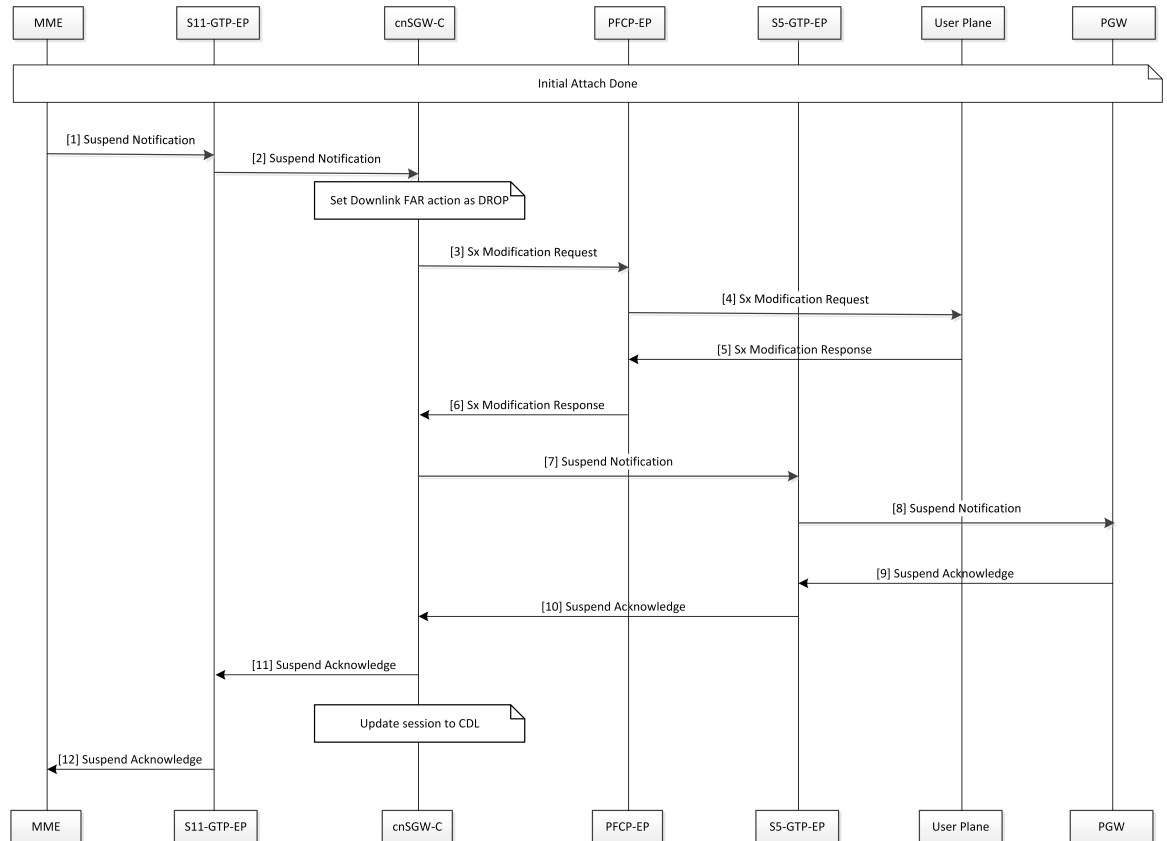 MME
S11-GTP-EP
cnSGW-C
PFCP-EP
S5-GTP-EP
User Plane
PGW
Initial Attach Done
[1] Suspend Notification
[2] Suspend Notification
Set Downlink FAR action as DROP
[3] Sx Modification Request
[4] Sx Modification Request
[5] Sx Modification Response
[6] Sx Modification Response
[7] Suspend Notification
[8] Suspend Notification
[9] Suspend Acknowledge
[10] Suspend Acknowledge
[11] Suspend Acknowledge
Update session to CDL
[12] Suspend Acknowledge
MME
S11-GTP-EP
cnSGW-C
PFCP-EP
S5-GTP-EP
User Plane
PGW